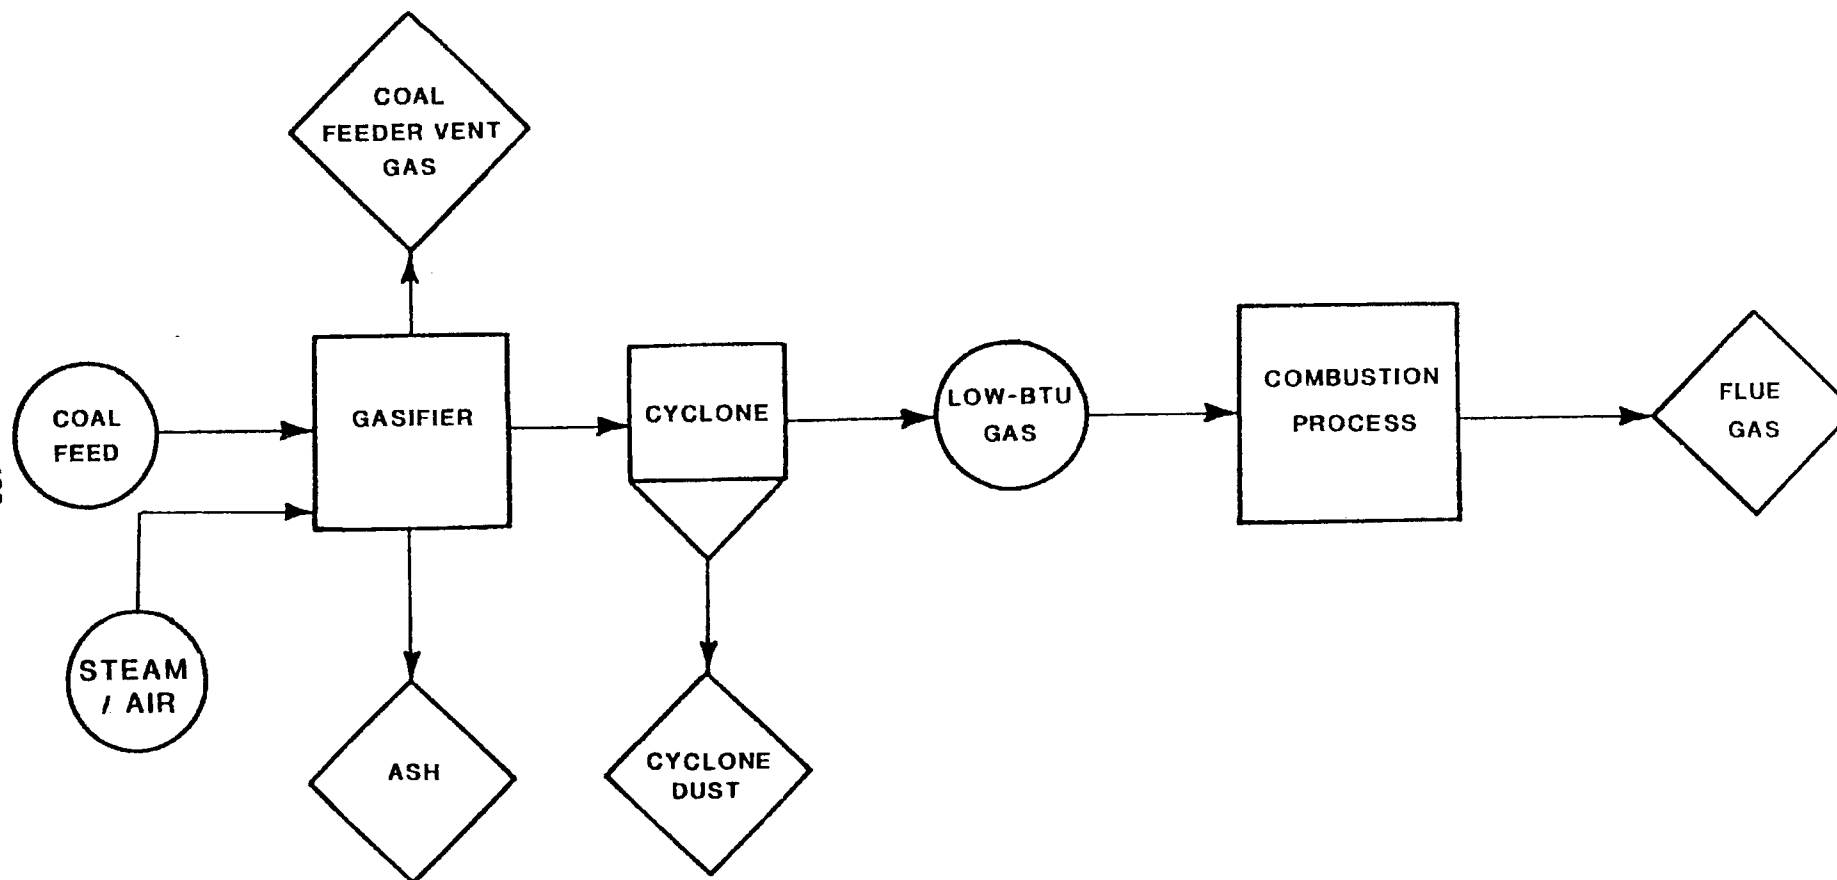 COAL
FEEDER VENT
GAS
COAL
FEED
GASIFIER
CYCLONE
LOW-BTU
GAS
COMBUSTION
PROCESS
FLUE
GAS
STEAM
/ AIR
ASH
CYCLONE
DUST